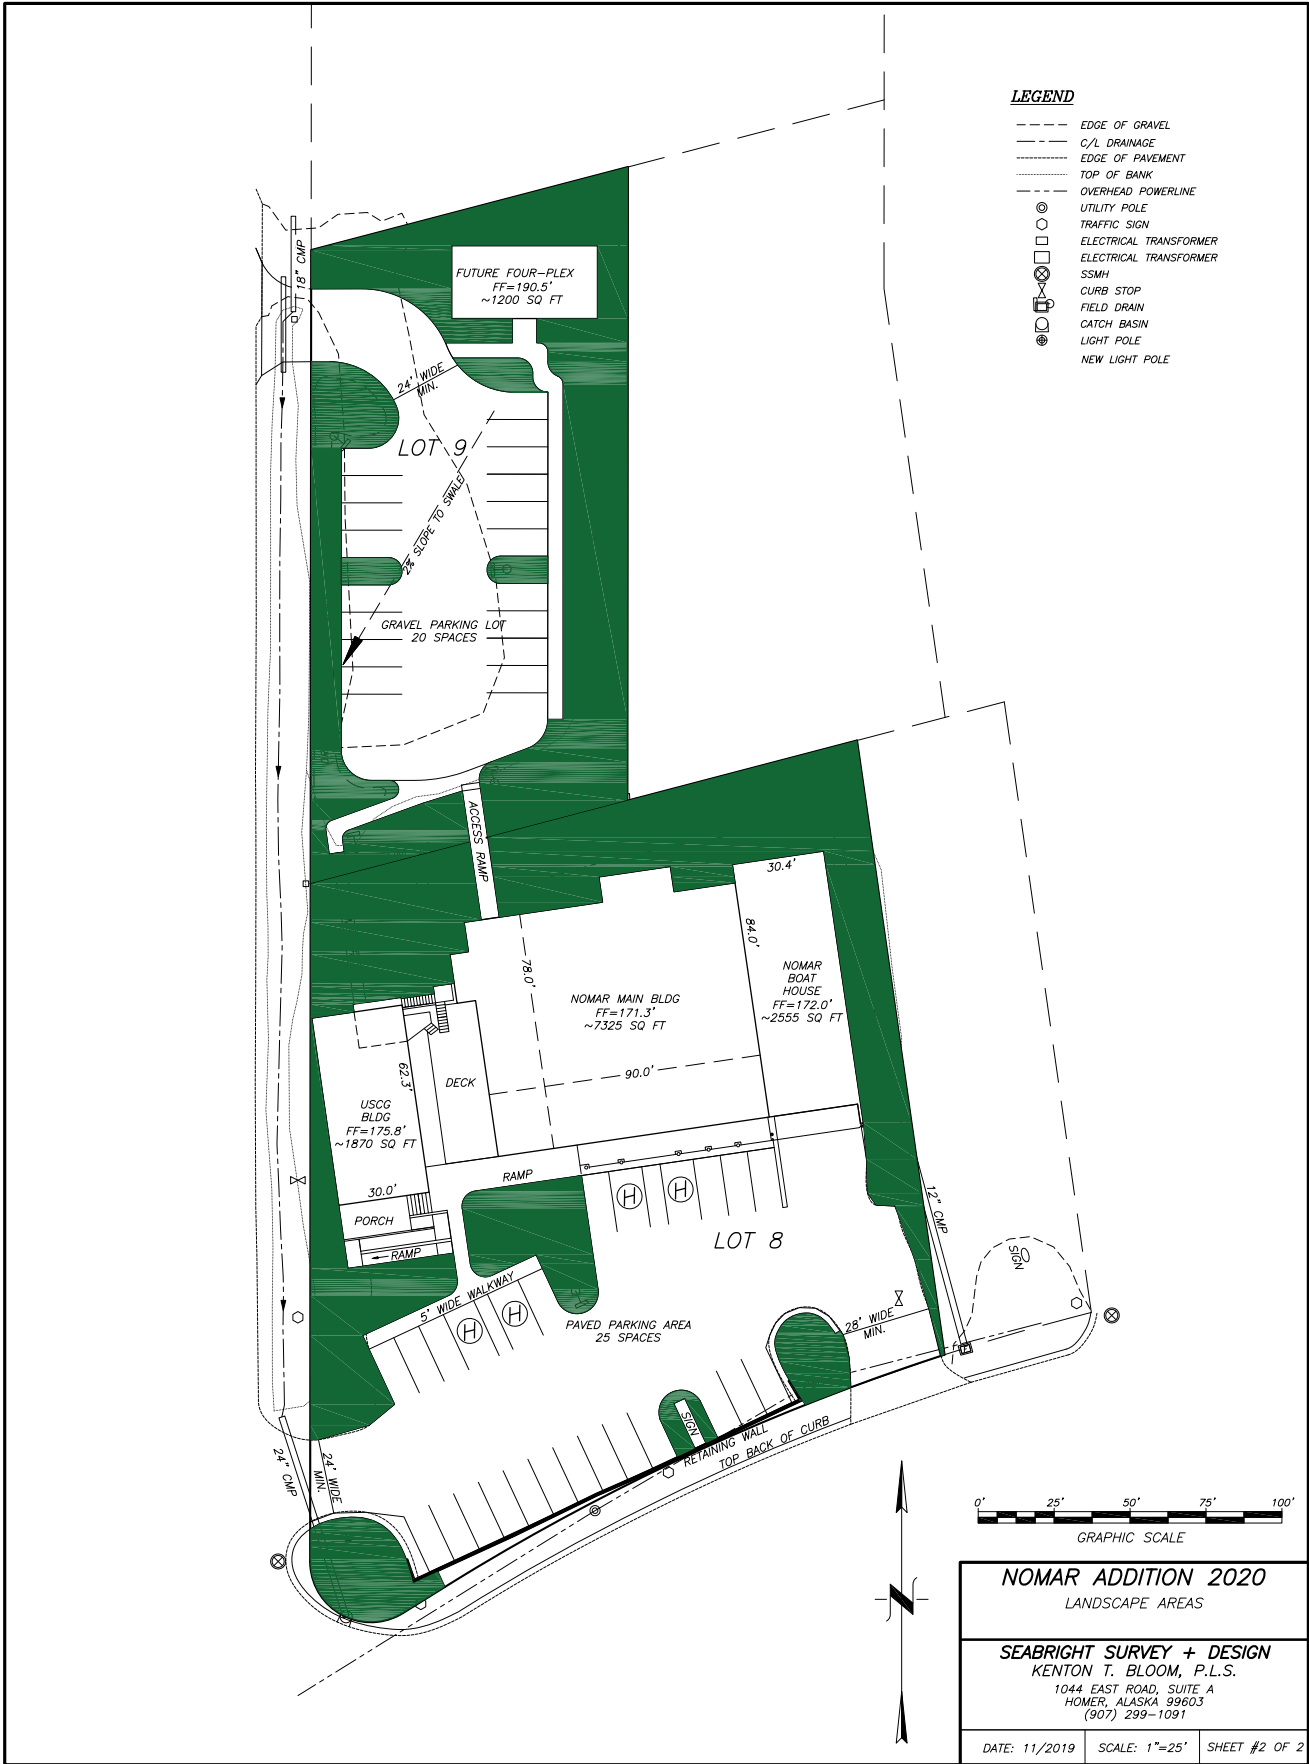 LEGEND
EDGE OF GRAVEL
C/L DRAINAGE
EDGE OF PAVEMENT
TOP OF BANK
OVERHEAD POWERLINE
UTILITY POLE
TRAFFIC SIGN
ELECTRICAL TRANSFORMER
ELECTRICAL TRANSFORMER
SSMH
CURB STOP
FIELD DRAIN
CATCH BASIN
LIGHT POLE
NEW LIGHT POLE
18" CMP
FUTURE FOUR-PLEX
FF=190.5'
~1200 SQ FT
24' WIDE
MIN.
LOT 9
2% SLOPE TO SWALE
GRAVEL PARKING LOT
20 SPACES
ACCESS RAMP
30.4'
84.0'
78.0'
NOMAR
BOAT
HOUSE
FF=172.0'
~2555 SQ FT
NOMAR MAIN BLDG
FF=171.3'
~7325 SQ FT
90.0'
62.3'
DECK
USCG
BLDG
FF=175.8'
~1870 SQ FT
30.0'
PORCH
RAMP
RAMP
H
H
LOT 8
12" CMP
SIGN
5' WIDE WALKWAY
H
H
PAVED PARKING AREA
25 SPACES
28' WIDE
MIN.
SIGN
RETAINING WALL
TOP BACK OF CURB
24" CMP
24' WIDE
MIN.
N
0'
25'
50'
75'
100'
GRAPHIC SCALE
NOMAR ADDITION 2020
LANDSCAPE AREAS
SEABRIGHT SURVEY + DESIGN
KENTON T. BLOOM, P.L.S.
1044 EAST ROAD, SUITE A
HOMER, ALASKA 99603
(907) 299-1091
DATE: 11/2019
SCALE: 1"=25'
SHEET #2 OF 2